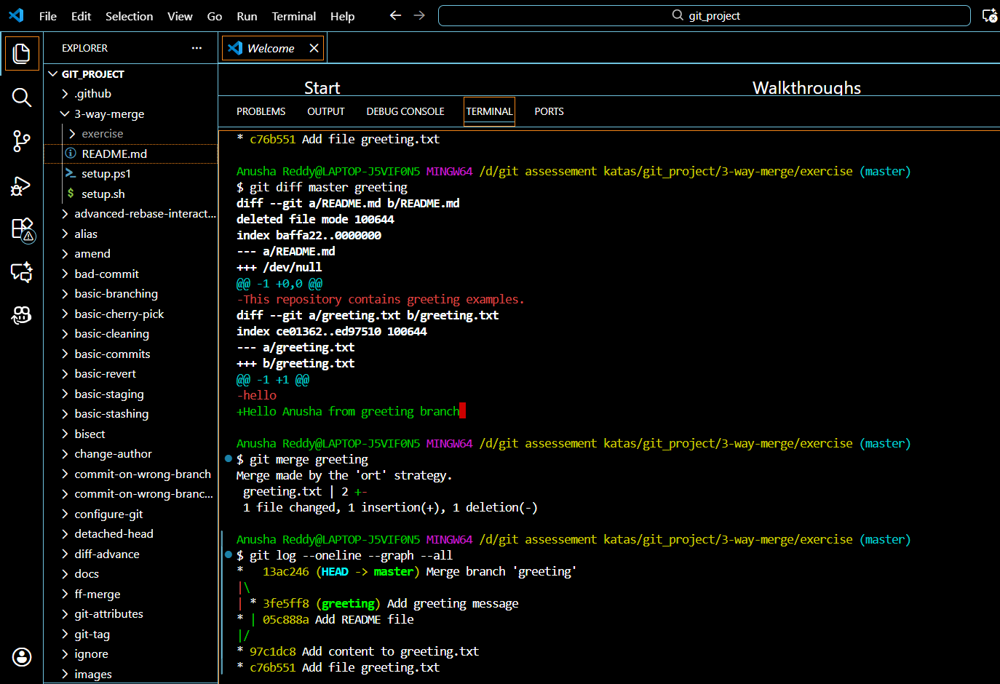 File Edit Selection View Go Run Terminal Help
git_project
EXPLORER
GIT_PROJECT
.github
3-way-merge
exercise
README.md
setup.ps1
setup.sh
advanced-rebase-interact...
alias
amend
bad-commit
basic-branching
basic-cherry-pick
basic-cleaning
basic-commits
basic-revert
basic-staging
basic-stashing
bisect
change-author
commit-on-wrong-branch
commit-on-wrong-branc...
configure-git
detached-head
diff-advance
docs
ff-merge
git-attributes
git-tag
ignore
images
Welcome
Start
Walkthroughs
PROBLEMS OUTPUT DEBUG CONSOLE TERMINAL PORTS
* c76b551 Add file greeting.txt
Anusha Reddy@LAPTOP-J5VIF0N5 MINGW64 /d/git assessement katas/git_project/3-way-merge/exercise (master)
$ git diff master greeting
diff --git a/README.md b/README.md
deleted file mode 100644
index baffa22..0000000
--- a/README.md
+++ /dev/null
@@ -1 +0,0 @@
-This repository contains greeting examples.
diff --git a/greeting.txt b/greeting.txt
index ce01362..ed97510 100644
--- a/greeting.txt
+++ b/greeting.txt
@@ -1 +1 @@
-hello
+Hello Anusha from greeting branch
Anusha Reddy@LAPTOP-J5VIF0N5 MINGW64 /d/git assessement katas/git_project/3-way-merge/exercise (master)
$ git merge greeting
Merge made by the 'ort' strategy.
greeting.txt | 2 +-
1 file changed, 1 insertion(+), 1 deletion(-)
Anusha Reddy@LAPTOP-J5VIF0N5 MINGW64 /d/git assessement katas/git_project/3-way-merge/exercise (master)
$ git log --oneline --graph --all
*   13ac246 (HEAD -> master) Merge branch 'greeting'
|\
| * 3fe5ff8 (greeting) Add greeting message
* | 05c888a Add README file
|/
* 97c1dc8 Add content to greeting.txt
* c76b551 Add file greeting.txt